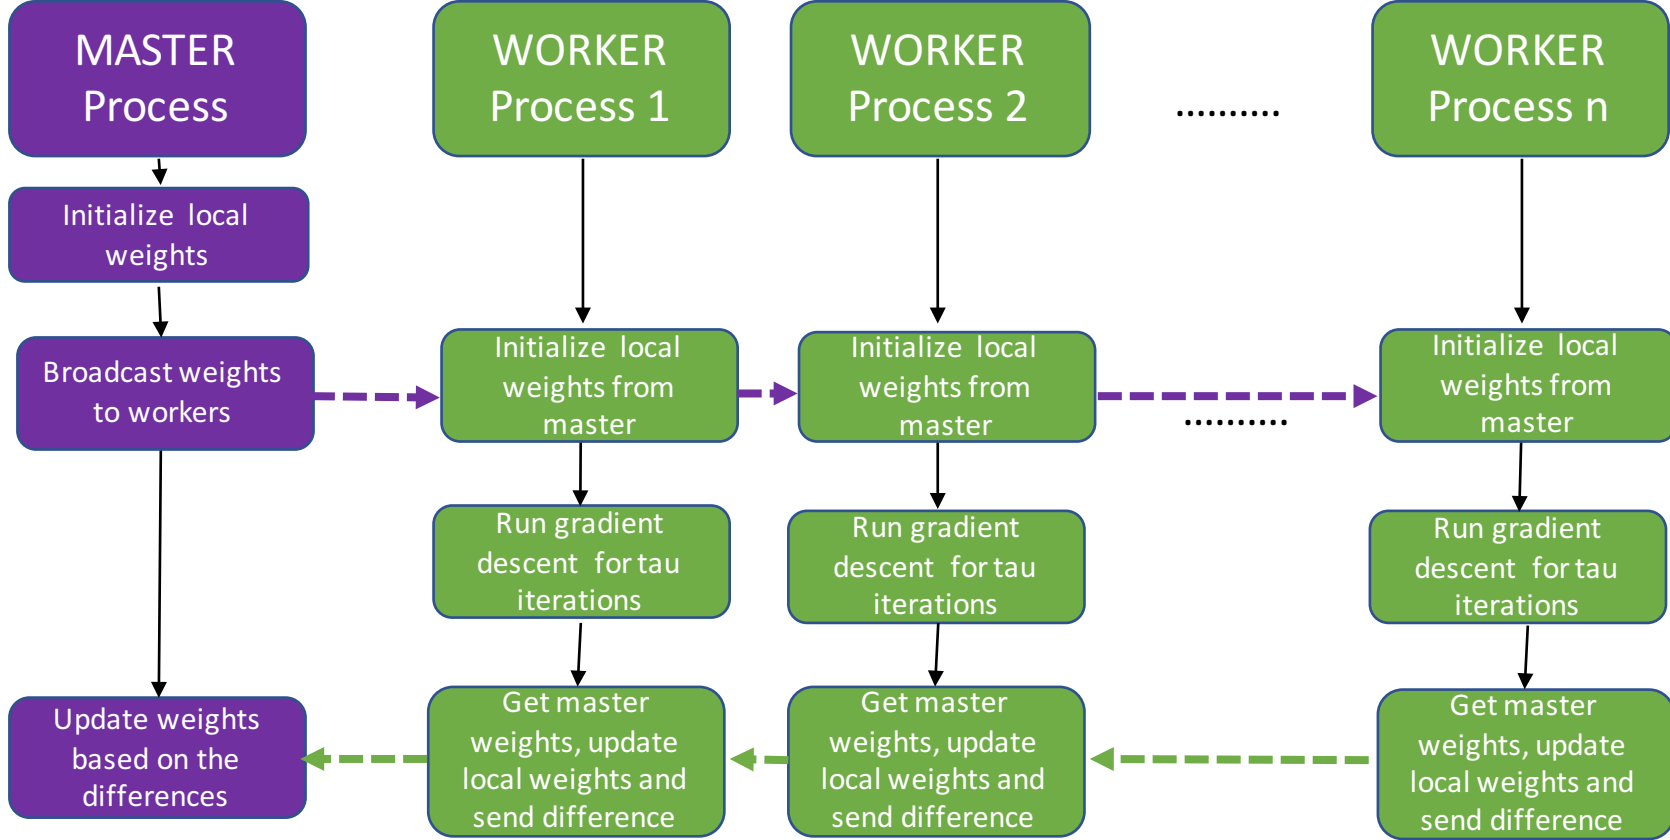 MASTER
Process
WORKER
Process 1
WORKER
Process 2
..........
WORKER
Process n
Initialize local
weights
Broadcast weights
to workers
Initialize local
weights from
master
Initialize local
weights from
master
..........
Initialize local
weights from
master
Run gradient
descent for tau
iterations
Run gradient
descent for tau
iterations
Run gradient
descent for tau
iterations
Update weights
based on the
differences
Get master
weights, update
local weights and
send difference
Get master
weights, update
local weights and
send difference
Get master
weights, update
local weights and
send difference